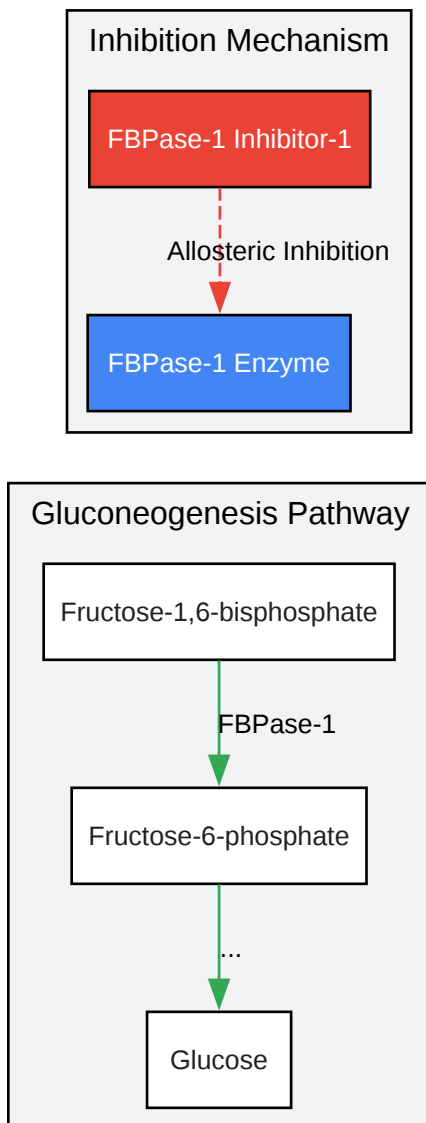 Inhibition Mechanism
FBPase-1 Inhibitor-1
Allosteric Inhibition
FBPase-1 Enzyme
Gluconeogenesis Pathway
Fructose-1,6-bisphosphate
FBPase-1
Fructose-6-phosphate
...
Glucose